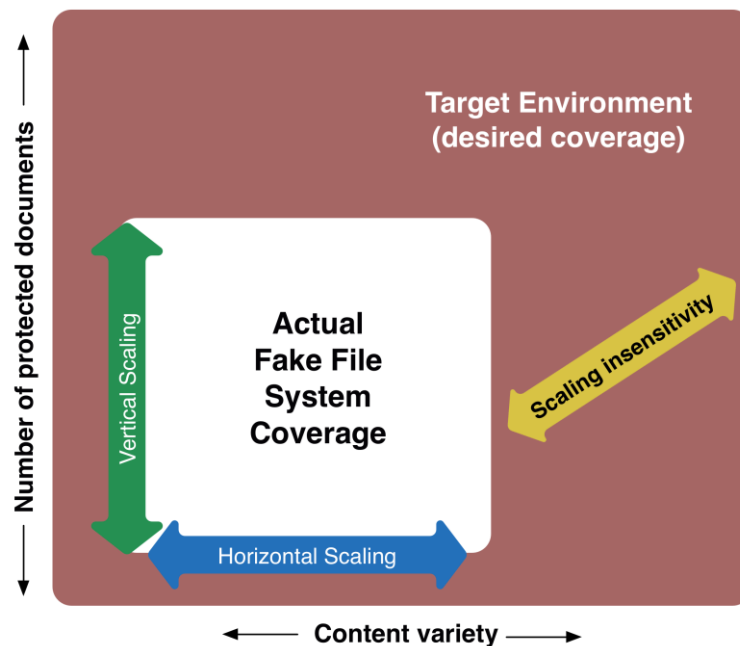 Target Environment
(desired coverage)
Number of protected documents
Vertical Scaling
Actual
Fake File
System
Coverage
Scaling insensitivity
Horizontal Scaling
Content variety